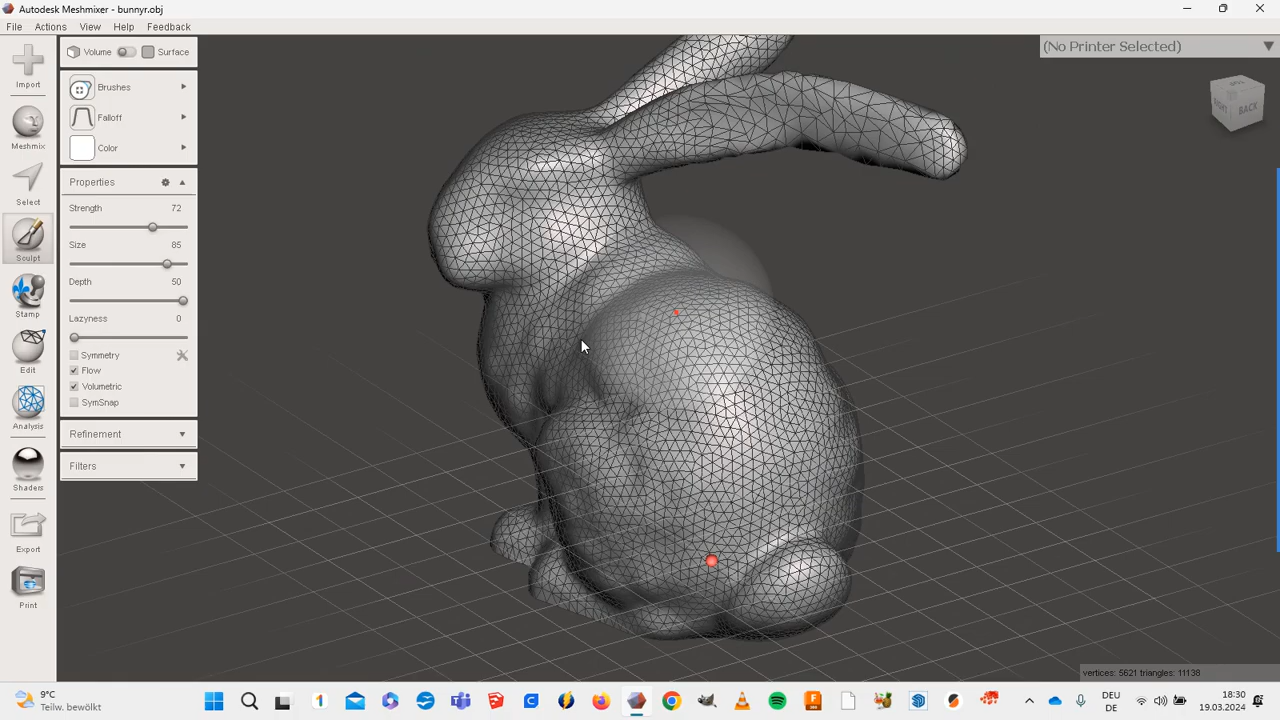 Autodesk Meshmixer - bunnyr.obj
File Actions View Help Feedback
(No Printer Selected)
Import
Meshmix
Select
Sculpt
Stamp
Edit
Analysis
Shaders
Export
Print
Volume Surface
Brushes
Falloff
Color
Properties
Strength 72
Size 85
Depth 50
Lazyness 0
Symmetry
Flow
Volumetric
SymSnap
Refinement
Filters
RIGHT BACK
vertices: 5621 triangles: 11138
9°C
Teilw. bewölkt
DEU
DE
18:30
19.03.2024